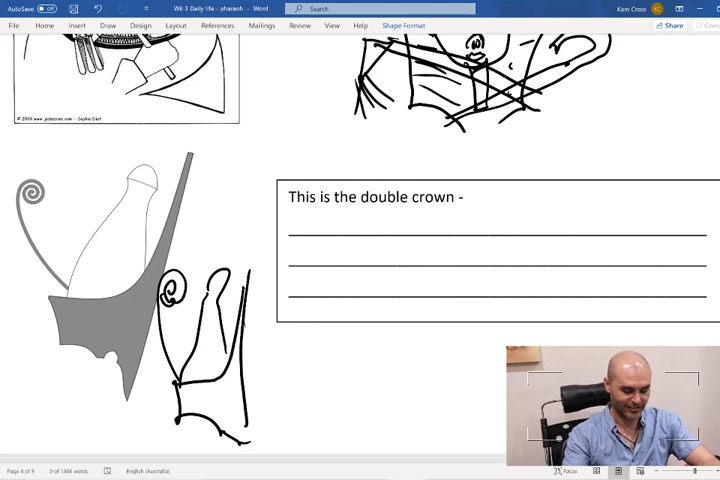 AutoSave Off
Wk 3 Daily life - pharaoh - Word
Search
Kam Cross
KC
File Home Insert Draw Design Layout References Mailings Review View Help Shape Format
Share
This is the double crown -
Page 4 of 9 0 of 1304 words English (Australia)
Focus